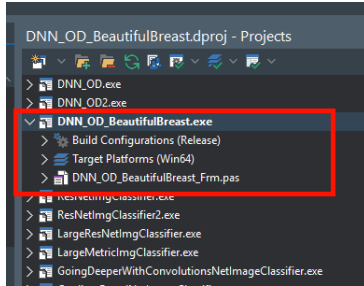 DNN_OD_BeautifulBreast.dproj - Projects
DNN_OD.exe
DNN_OD2.exe
DNN_OD_BeautifulBreast.exe
Build Configurations (Release)
Target Platforms (Win64)
DNN_OD_BeautifulBreast_Frm.pas
ResNetImgClassifier.exe
ResNetImgClassifier2.exe
LargeResNetImgClassifier.exe
LargeMetricImgClassifier.exe
GoingDeeperWithConvolutionsNetImageClassifier.exe